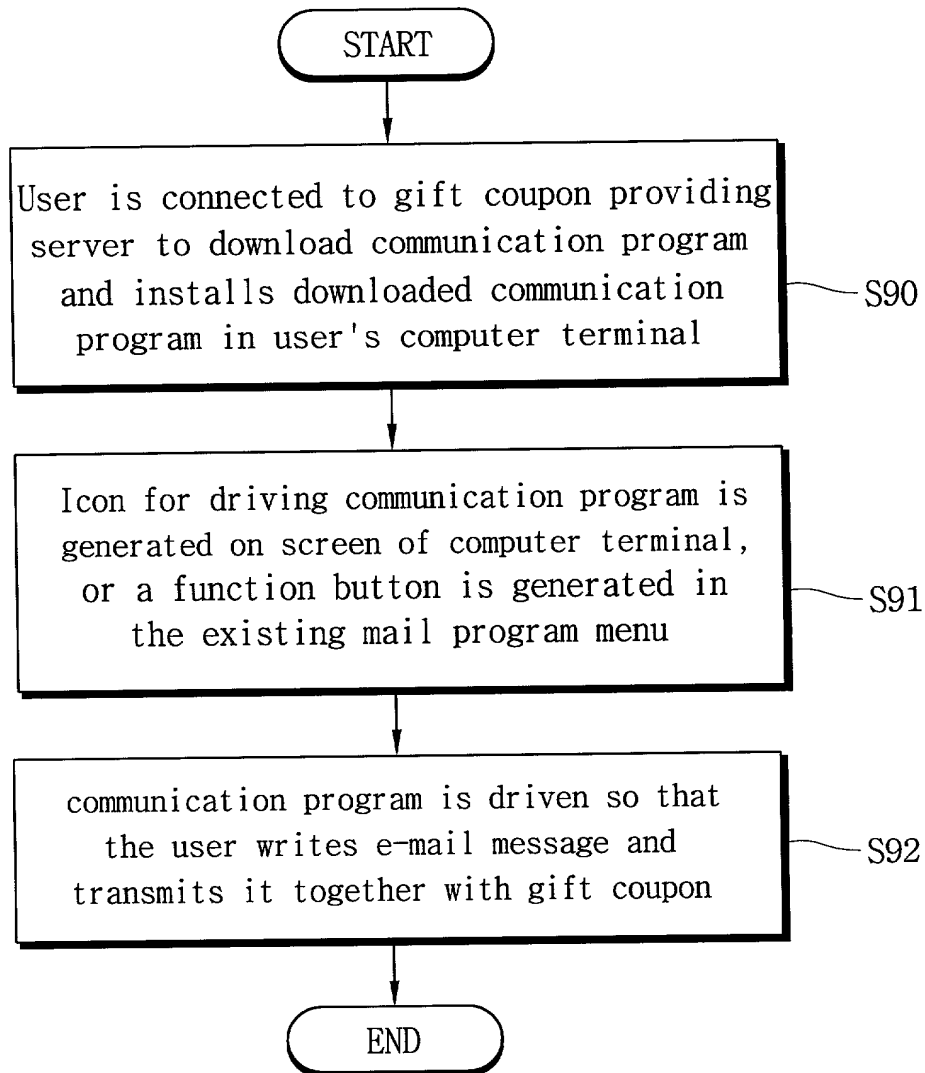 START
User is connected to gift coupon providing
server to download communication program
and installs downloaded communication
program in user's computer terminal
S90
Icon for driving communication program is
generated on screen of computer terminal,
or a function button is generated in
the existing mail program menu
S91
communication program is driven so that
the user writes e-mail message and
transmits it together with gift coupon
S92
END